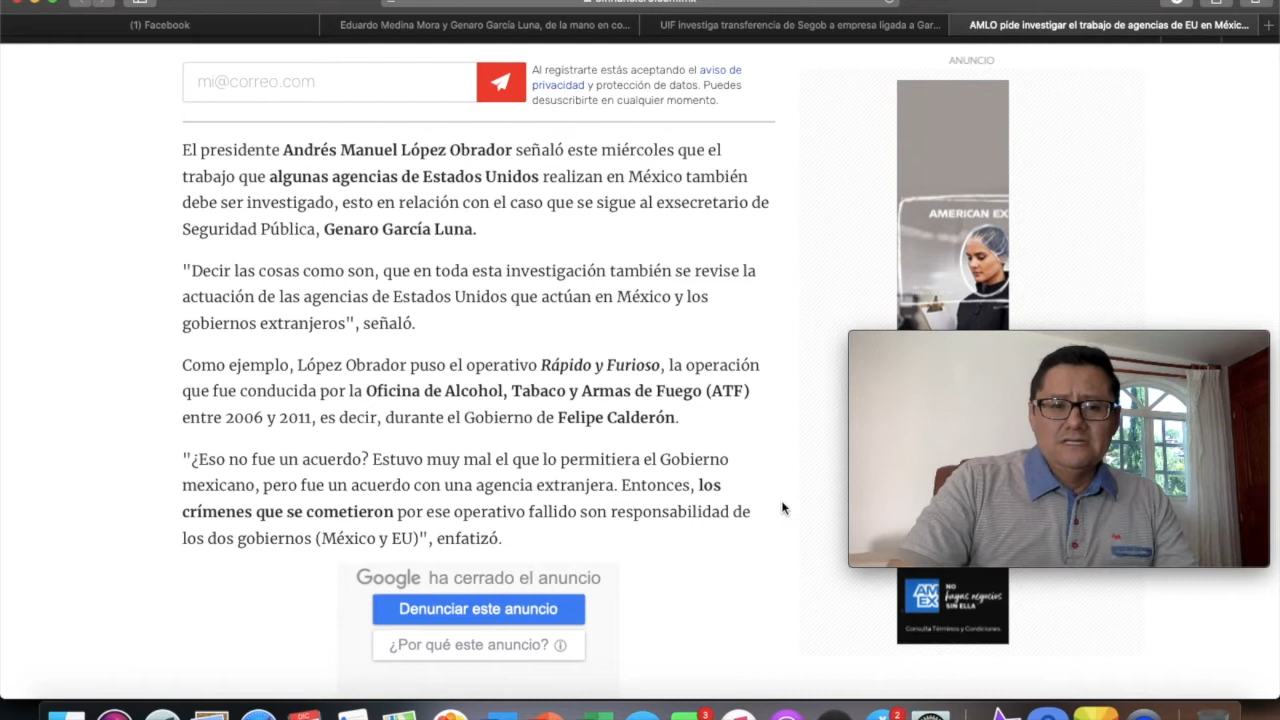 (1) Facebook
Eduardo Medina Mora y Genaro García Luna, de la mano en co...
UIF investiga transferencia de Segob a empresa ligada a Gar...
AMLO pide investigar el trabajo de agencias de EU en Méxic...
mi@correo.com
Al registrarte estás aceptando el aviso de
privacidad y protección de datos. Puedes
desuscribirte en cualquier momento.
ANUNCIO
El presidente Andrés Manuel López Obrador señaló este miércoles que el
trabajo que algunas agencias de Estados Unidos realizan en México también
debe ser investigado, esto en relación con el caso que se sigue al exsecretario de
Seguridad Pública, Genaro García Luna.
"Decir las cosas como son, que en toda esta investigación también se revise la
actuación de las agencias de Estados Unidos que actúan en México y los
gobiernos extranjeros", señaló.
Como ejemplo, López Obrador puso el operativo Rápido y Furioso, la operación
que fue conducida por la Oficina de Alcohol, Tabaco y Armas de Fuego (ATF)
entre 2006 y 2011, es decir, durante el Gobierno de Felipe Calderón.
"¿Eso no fue un acuerdo? Estuvo muy mal el que lo permitiera el Gobierno
mexicano, pero fue un acuerdo con una agencia extranjera. Entonces, los
crímenes que se cometieron por ese operativo fallido son responsabilidad de
los dos gobiernos (México y EU)", enfatizó.
Google ha cerrado el anuncio
Denunciar este anuncio
¿Por qué este anuncio?
AMERICAN EX
AM
EX
NO
hagas negocios
SIN ELLA
Consulta Términos y Condiciones.
DIC
3
2